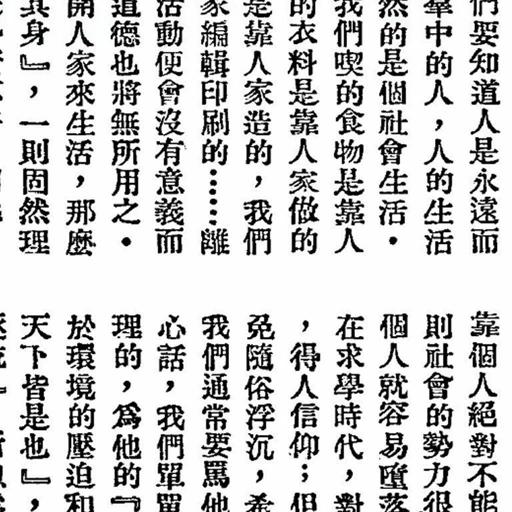 們要知道人是永遠而
羣中的人，人的生活
然的是個社會生活．
我們喫的食物是靠人
的衣料是靠人家做的
是靠人家造的，我們
家編輯印刷的……離
活動便會沒有意義而
道德也將無所用之．
開人家來生活，那麽
其身』，一則固然理
靠個人絕對不能
則社會的勢力很
個人就容易墮落
在求學時代，對
，得人信仰；但
免隨俗浮沉，希
我們通常要罵他
心話，我們單單
理的，爲他的『
於環境的壓迫和
天下皆是也』，